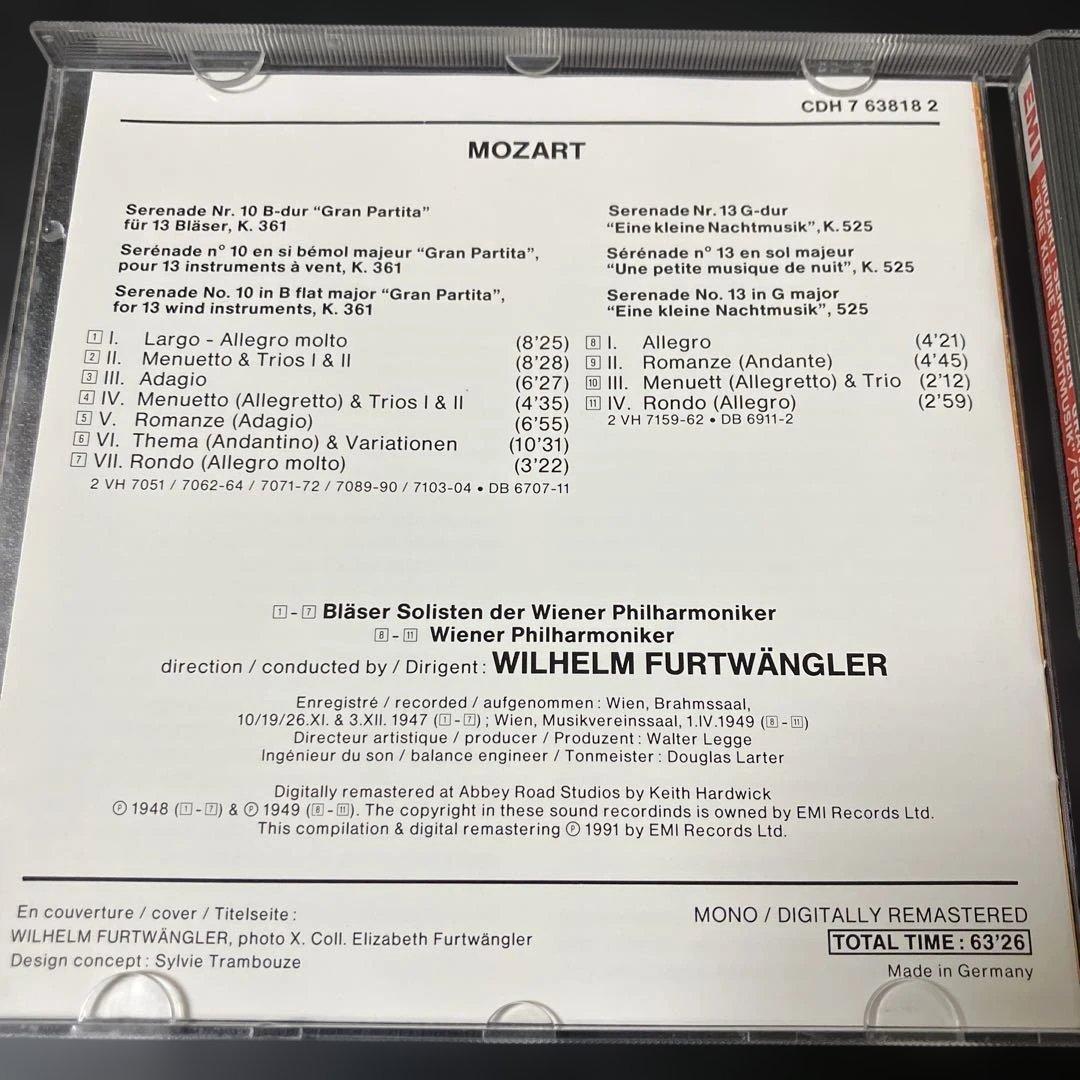 CDH 7 63818 2
MOZART
Serenade Nr. 10 B-dur “Gran Partita”
für 13 Bläser, K. 361
Serénade n° 10 en si bémol majeur “Gran Partita”,
pour 13 instruments à vent, K. 361
Serenade No. 10 in B flat major “Gran Partita”,
for 13 wind instruments, K. 361
1 I. Largo - Allegro molto (8’25)
2 II. Menuetto & Trios I & II (8’28)
3 III. Adagio (6’27)
4 IV. Menuetto (Allegretto) & Trios I & II (4’35)
5 V. Romanze (Adagio) (6’55)
6 VI. Thema (Andantino) & Variationen (10’31)
7 VII. Rondo (Allegro molto) (3’22)
2 VH 7051 / 7062-64 / 7071-72 / 7089-90 / 7103-04 • DB 6707-11
Serenade Nr. 13 G-dur
“Eine kleine Nachtmusik”, K. 525
Sérénade n° 13 en sol majeur
“Une petite musique de nuit”, K. 525
Serenade No. 13 in G major
“Eine kleine Nachtmusik”, 525
8 I. Allegro (4’21)
9 II. Romanze (Andante) (4’45)
10 III. Menuett (Allegretto) & Trio (2’12)
11 IV. Rondo (Allegro) (2’59)
2 VH 7159-62 • DB 6911-2
1 - 7 Bläser Solisten der Wiener Philharmoniker
8 - 11 Wiener Philharmoniker
direction / conducted by / Dirigent : WILHELM FURTWÄNGLER
Enregistré / recorded / aufgenommen : Wien, Brahmssaal,
10/19/26.XI. & 3.XII. 1947 (1 - 7) ; Wien, Musikvereinssaal, 1.IV.1949 (8 - 11)
Directeur artistique / producer / Produzent : Walter Legge
Ingénieur du son / balance engineer / Tonmeister : Douglas Larter
Digitally remastered at Abbey Road Studios by Keith Hardwick
℗ 1948 (1 - 7) & ℗ 1949 (8 - 11). The copyright in these sound recordinds is owned by EMI Records Ltd.
This compilation & digital remastering ℗ 1991 by EMI Records Ltd.
En couverture / cover / Titelseite :
WILHELM FURTWÄNGLER, photo X. Coll. Elizabeth Furtwängler
Design concept : Sylvie Trambouze
MONO / DIGITALLY REMASTERED
TOTAL TIME : 63’26
Made in Germany
EMI
MOZART: SERENADEN
“EINE KLEINE NACHTMUSIK” /